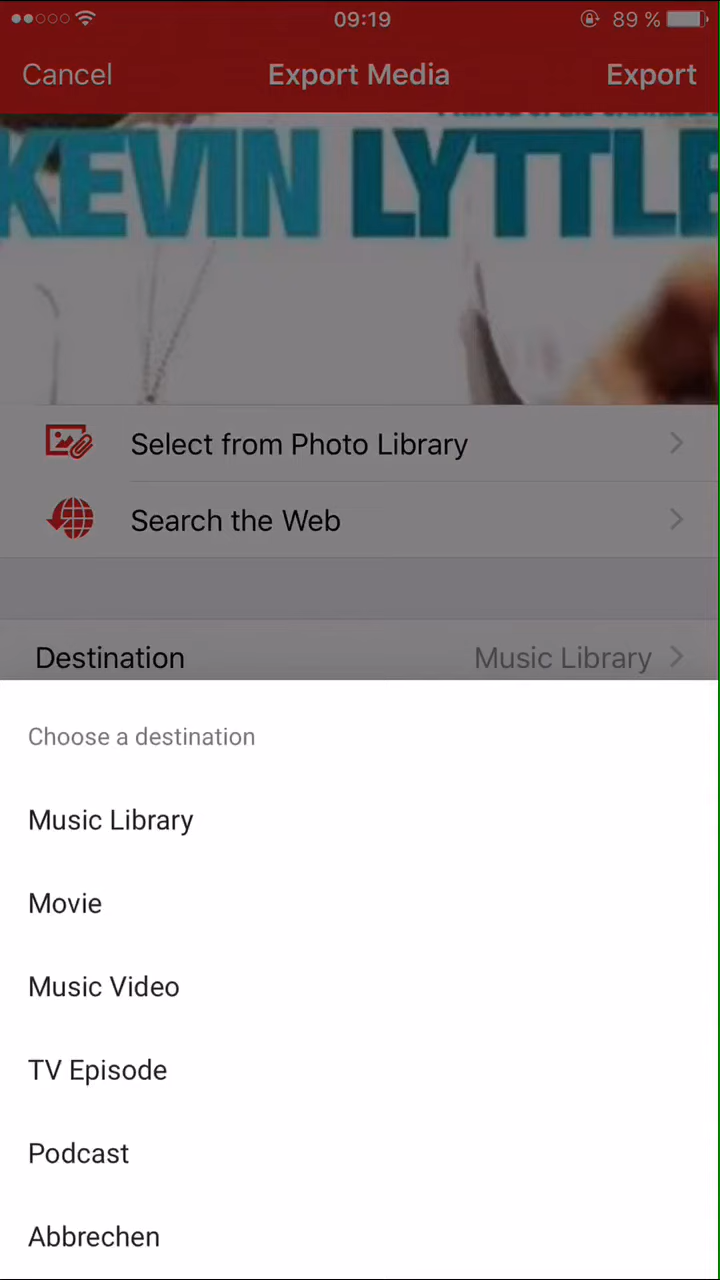 09:19
89 %
Cancel
Export Media
Export
KEVIN LYTTLE
Select from Photo Library
Search the Web
Destination
Music Library
Choose a destination
Music Library
Movie
Music Video
TV Episode
Podcast
Abbrechen